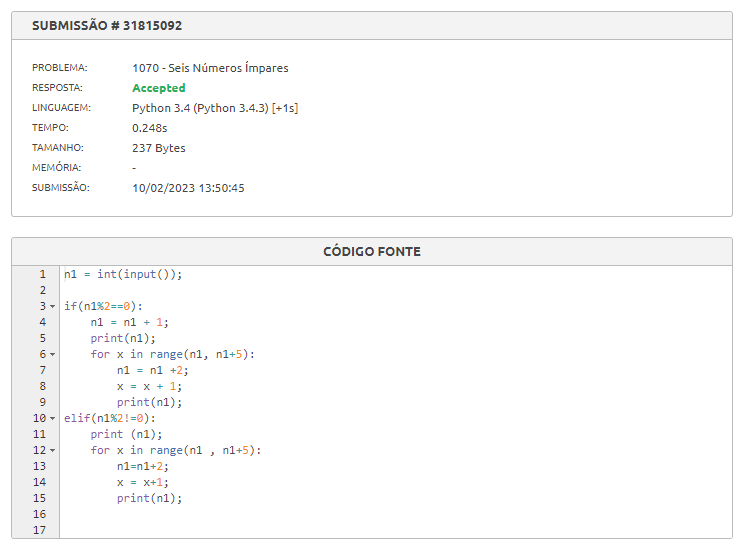 SUBMISSÃO # 31815092
PROBLEMA: 1070 - Seis Números Ímpares
RESPOSTA: Accepted
LINGUAGEM: Python 3.4 (Python 3.4.3) [+1s]
TEMPO: 0.248s
TAMANHO: 237 Bytes
MEMÓRIA: -
SUBMISSÃO: 10/02/2023 13:50:45
CÓDIGO FONTE
1 n1 = int(input());
2
3 if(n1%2==0):
4     n1 = n1 + 1;
5     print(n1);
6     for x in range(n1, n1+5):
7         n1 = n1 +2;
8         x = x + 1;
9         print(n1);
10 elif(n1%2!=0):
11     print (n1);
12     for x in range(n1 , n1+5):
13         n1=n1+2;
14         x = x+1;
15         print(n1);
16
17